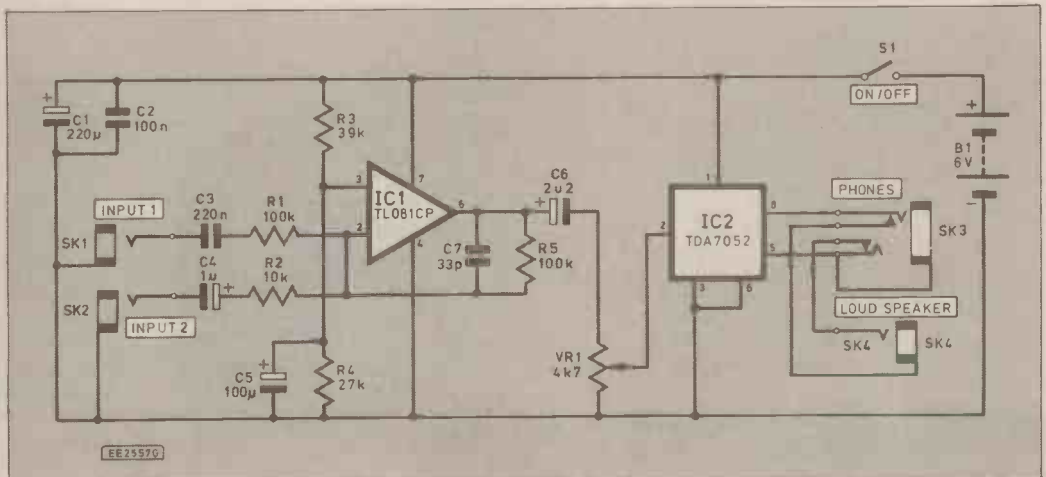 S1
ON/OFF
+
C1
220µ
C2
100n
R3
39k
+
B1
6V
-
INPUT 1
C3
220n
R1
100k
3
7
IC1
TL081CP
2
4
6
C6
2u2
+
1
IC2
TDA7052
8
5
PHONES
SK3
SK1
C4
1µ
+
R2
10k
C7
33p
R5
100k
2
3
6
SK2
INPUT 2
LOUD SPEAKER
SK4
SK4
+
C5
100µ
R4
27k
VR1
4k7
EE2557G